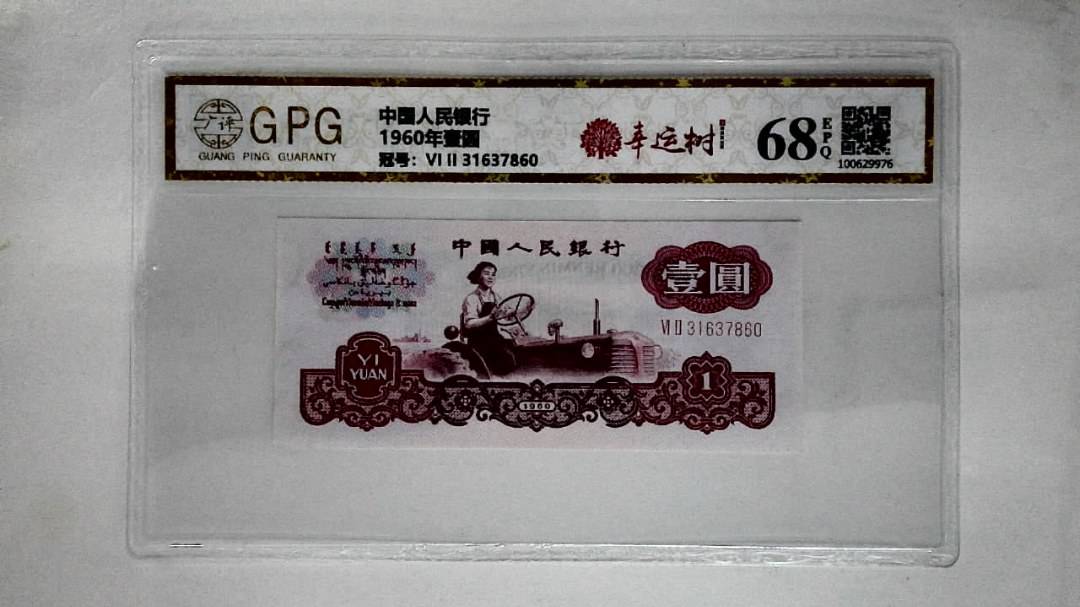 GPG
GUANG PING GUARANTY
中國人民银行
1960年壹圓
冠号：VI II 31637860
幸运树
68
EPQ
100629976
中國人民銀行
壹圓
VI II 31637860
YI
YUAN
1
1960